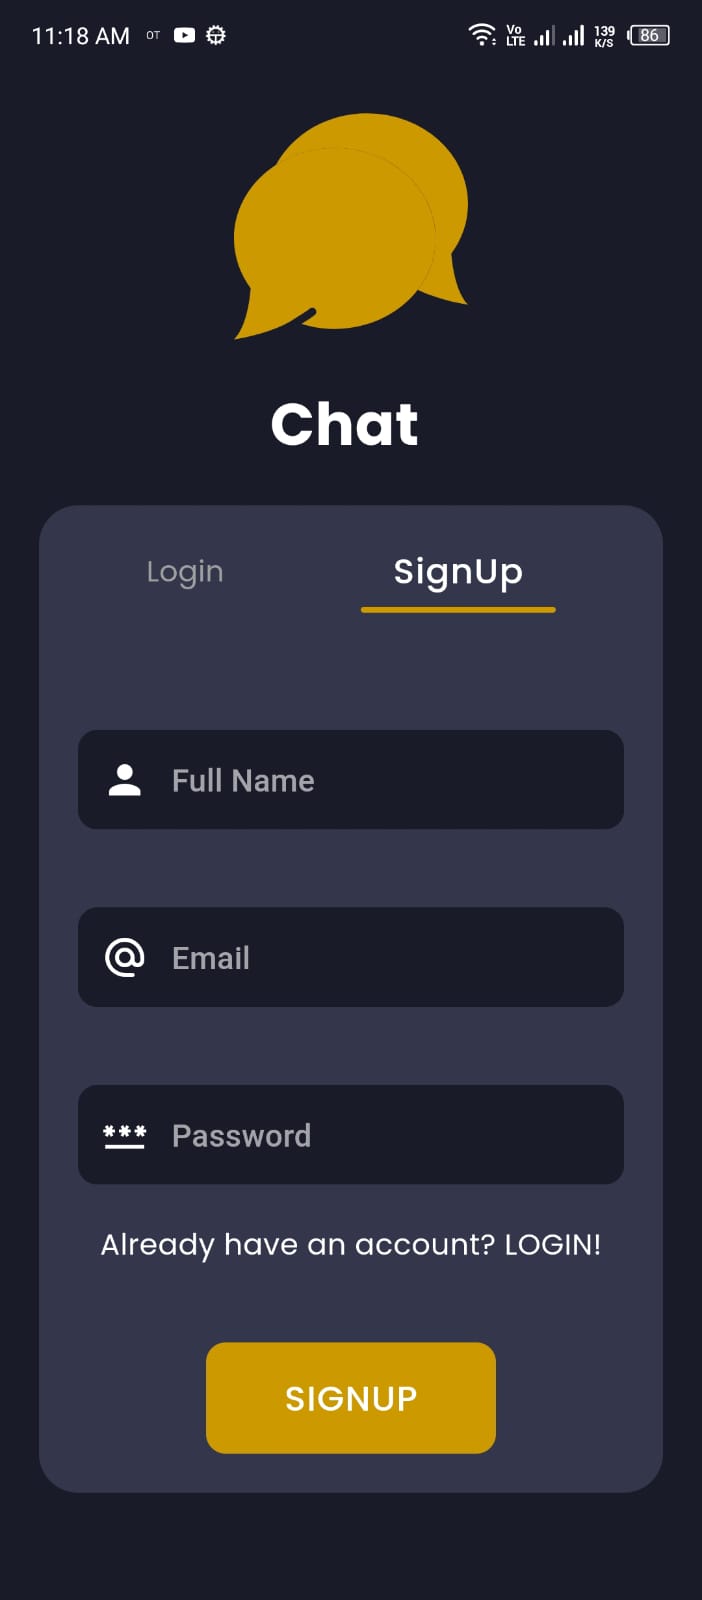 11:18 AM OT Vo LTE 139 K/S 86
Chat
Login SignUp
Full Name
@ Email
*** Password
Already have an account? LOGIN!
SIGNUP